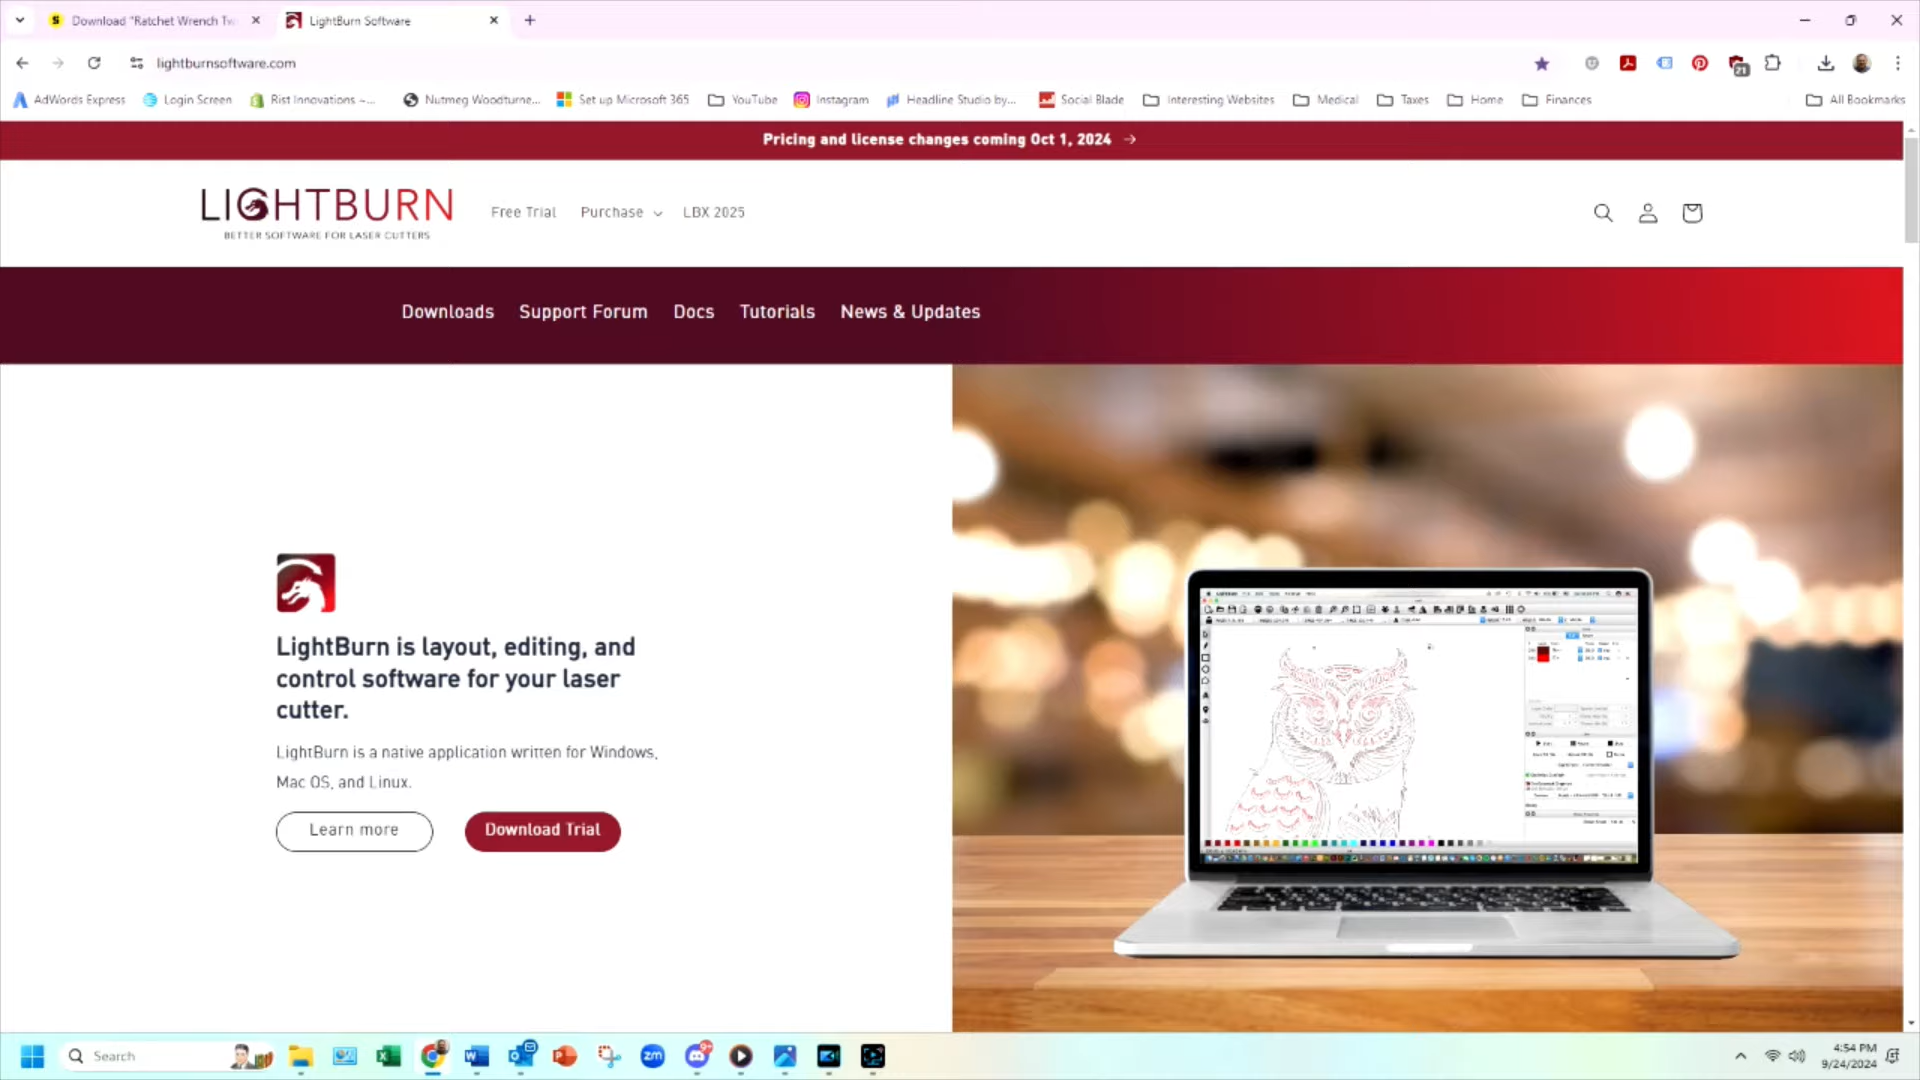 Download "Ratchet Wrench Tw
LightBurn Software
lightburnsoftware.com
21
AdWords Express
Login Screen
Rist Innovations ~...
Nutmeg Woodturne...
Set up Microsoft 365
YouTube
Instagram
Headline Studio by...
Social Blade
Interesting Websites
Medical
Taxes
Home
Finances
All Bookmarks
Pricing and license changes coming Oct 1, 2024 →
LIGHTBURN
BETTER SOFTWARE FOR LASER CUTTERS
Free Trial
Purchase
LBX 2025
Downloads
Support Forum
Docs
Tutorials
News & Updates
LightBurn is layout, editing, and
control software for your laser
cutter.
LightBurn is a native application written for Windows,
Mac OS, and Linux.
Learn more
Download Trial
Search
zm
9+
4:54 PM
9/24/2024